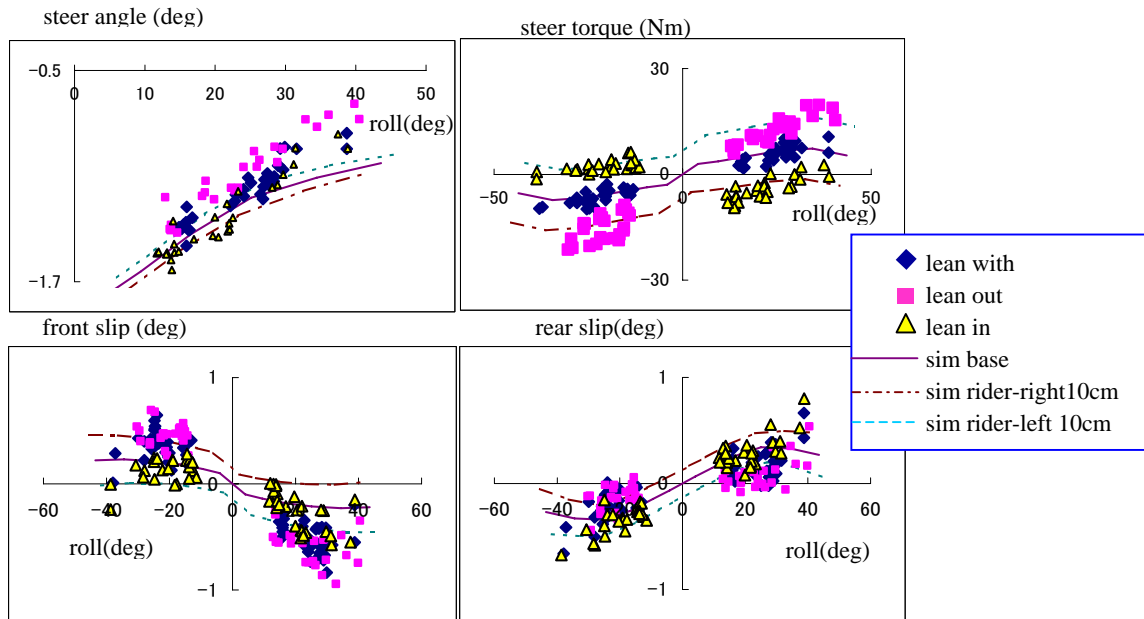 steer angle (deg)
-0.5
0 10 20 30 40 50
roll(deg)
-1.7
steer torque (Nm)
30
-50 0 50
0
roll(deg)
-30
lean with
lean out
lean in
sim base
sim rider-right10cm
sim rider-left 10cm
front slip (deg)
1
0
-60 -40 -20 0 20 40 60
roll(deg)
-1
rear slip(deg)
1
0
-60 -40 -20 0 20 40 60
roll(deg)
-1